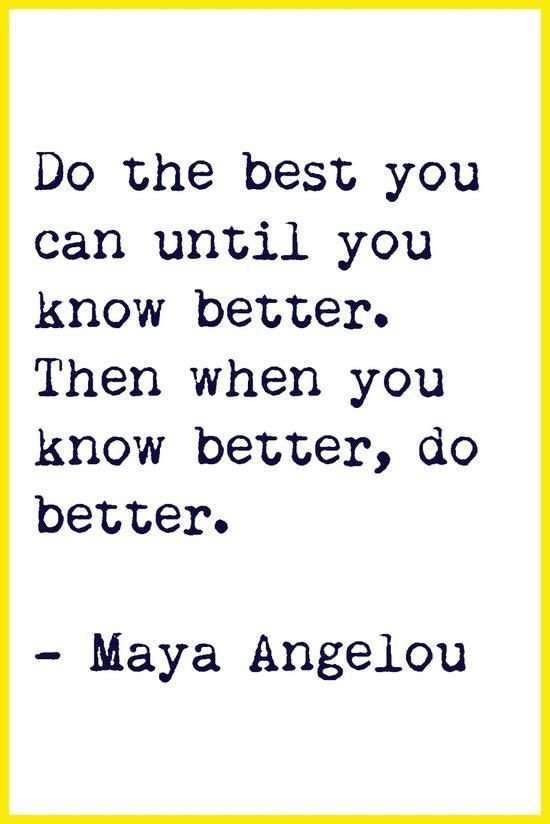 Do the best you
can until you
know better.
Then when you
know better, do
better.
- Maya Angelou